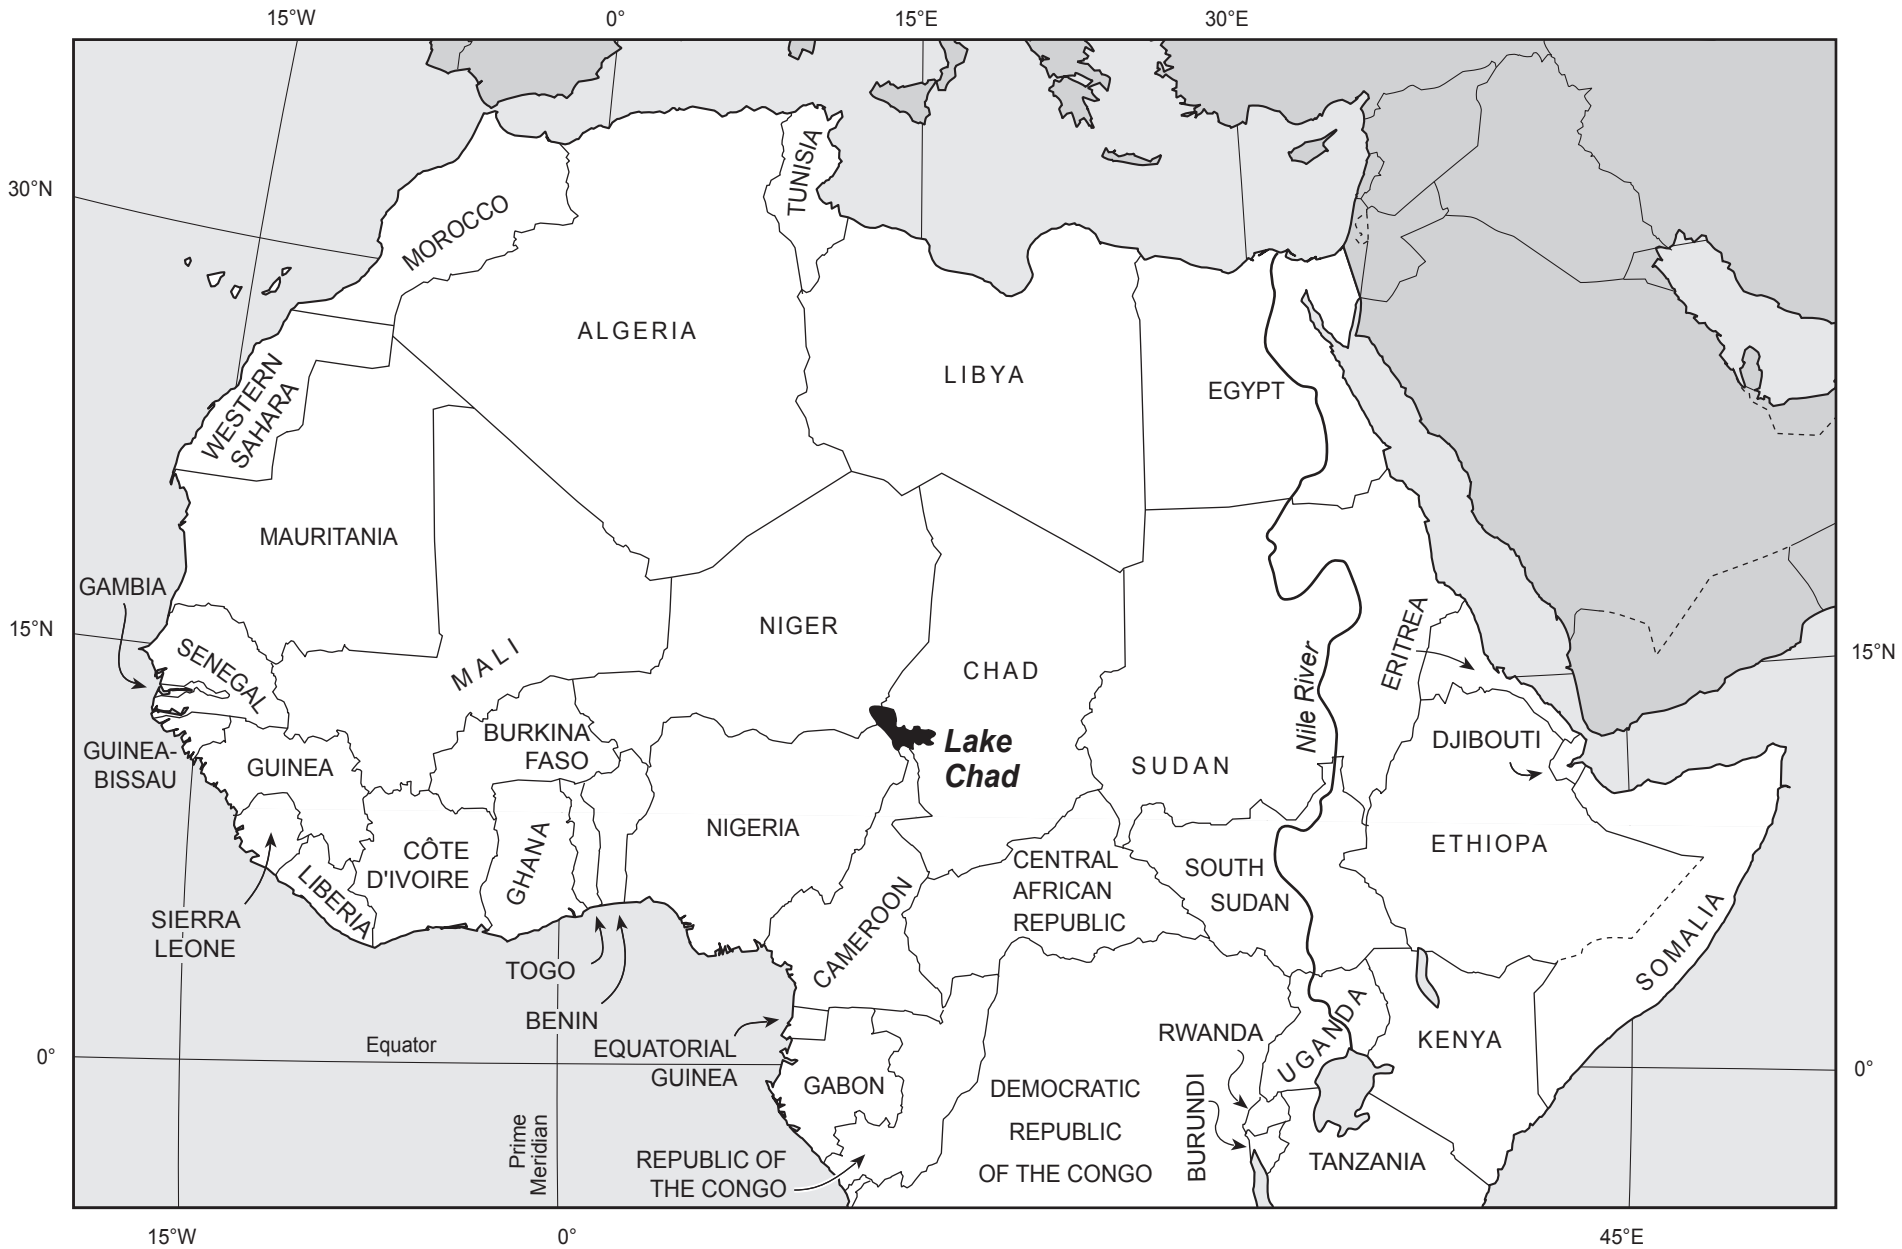 15°W
0°
15°E
30°E
30°N
TUNISIA
MOROCCO
ALGERIA
LIBYA
EGYPT
WESTERN
SAHARA
MAURITANIA
GAMBIA
15°N
NIGER
MALI
CHAD
ERITREA
15°N
SENEGAL
Nile River
BURKINA
FASO
Lake
Chad
DJIBOUTI
GUINEA-
BISSAU
GUINEA
SUDAN
NIGERIA
ETHIOPA
CÔTE
D'IVOIRE
GHANA
CENTRAL
AFRICAN
REPUBLIC
SOUTH
SUDAN
LIBERIA
SIERRA
LEONE
CAMEROON
SOMALIA
TOGO
BENIN
EQUATORIAL
GUINEA
RWANDA
UGANDA
KENYA
Equator
0°
0°
GABON
DEMOCRATIC
REPUBLIC
OF THE CONGO
BURUNDI
Prime
Meridian
REPUBLIC OF
THE CONGO
TANZANIA
15°W
0°
45°E